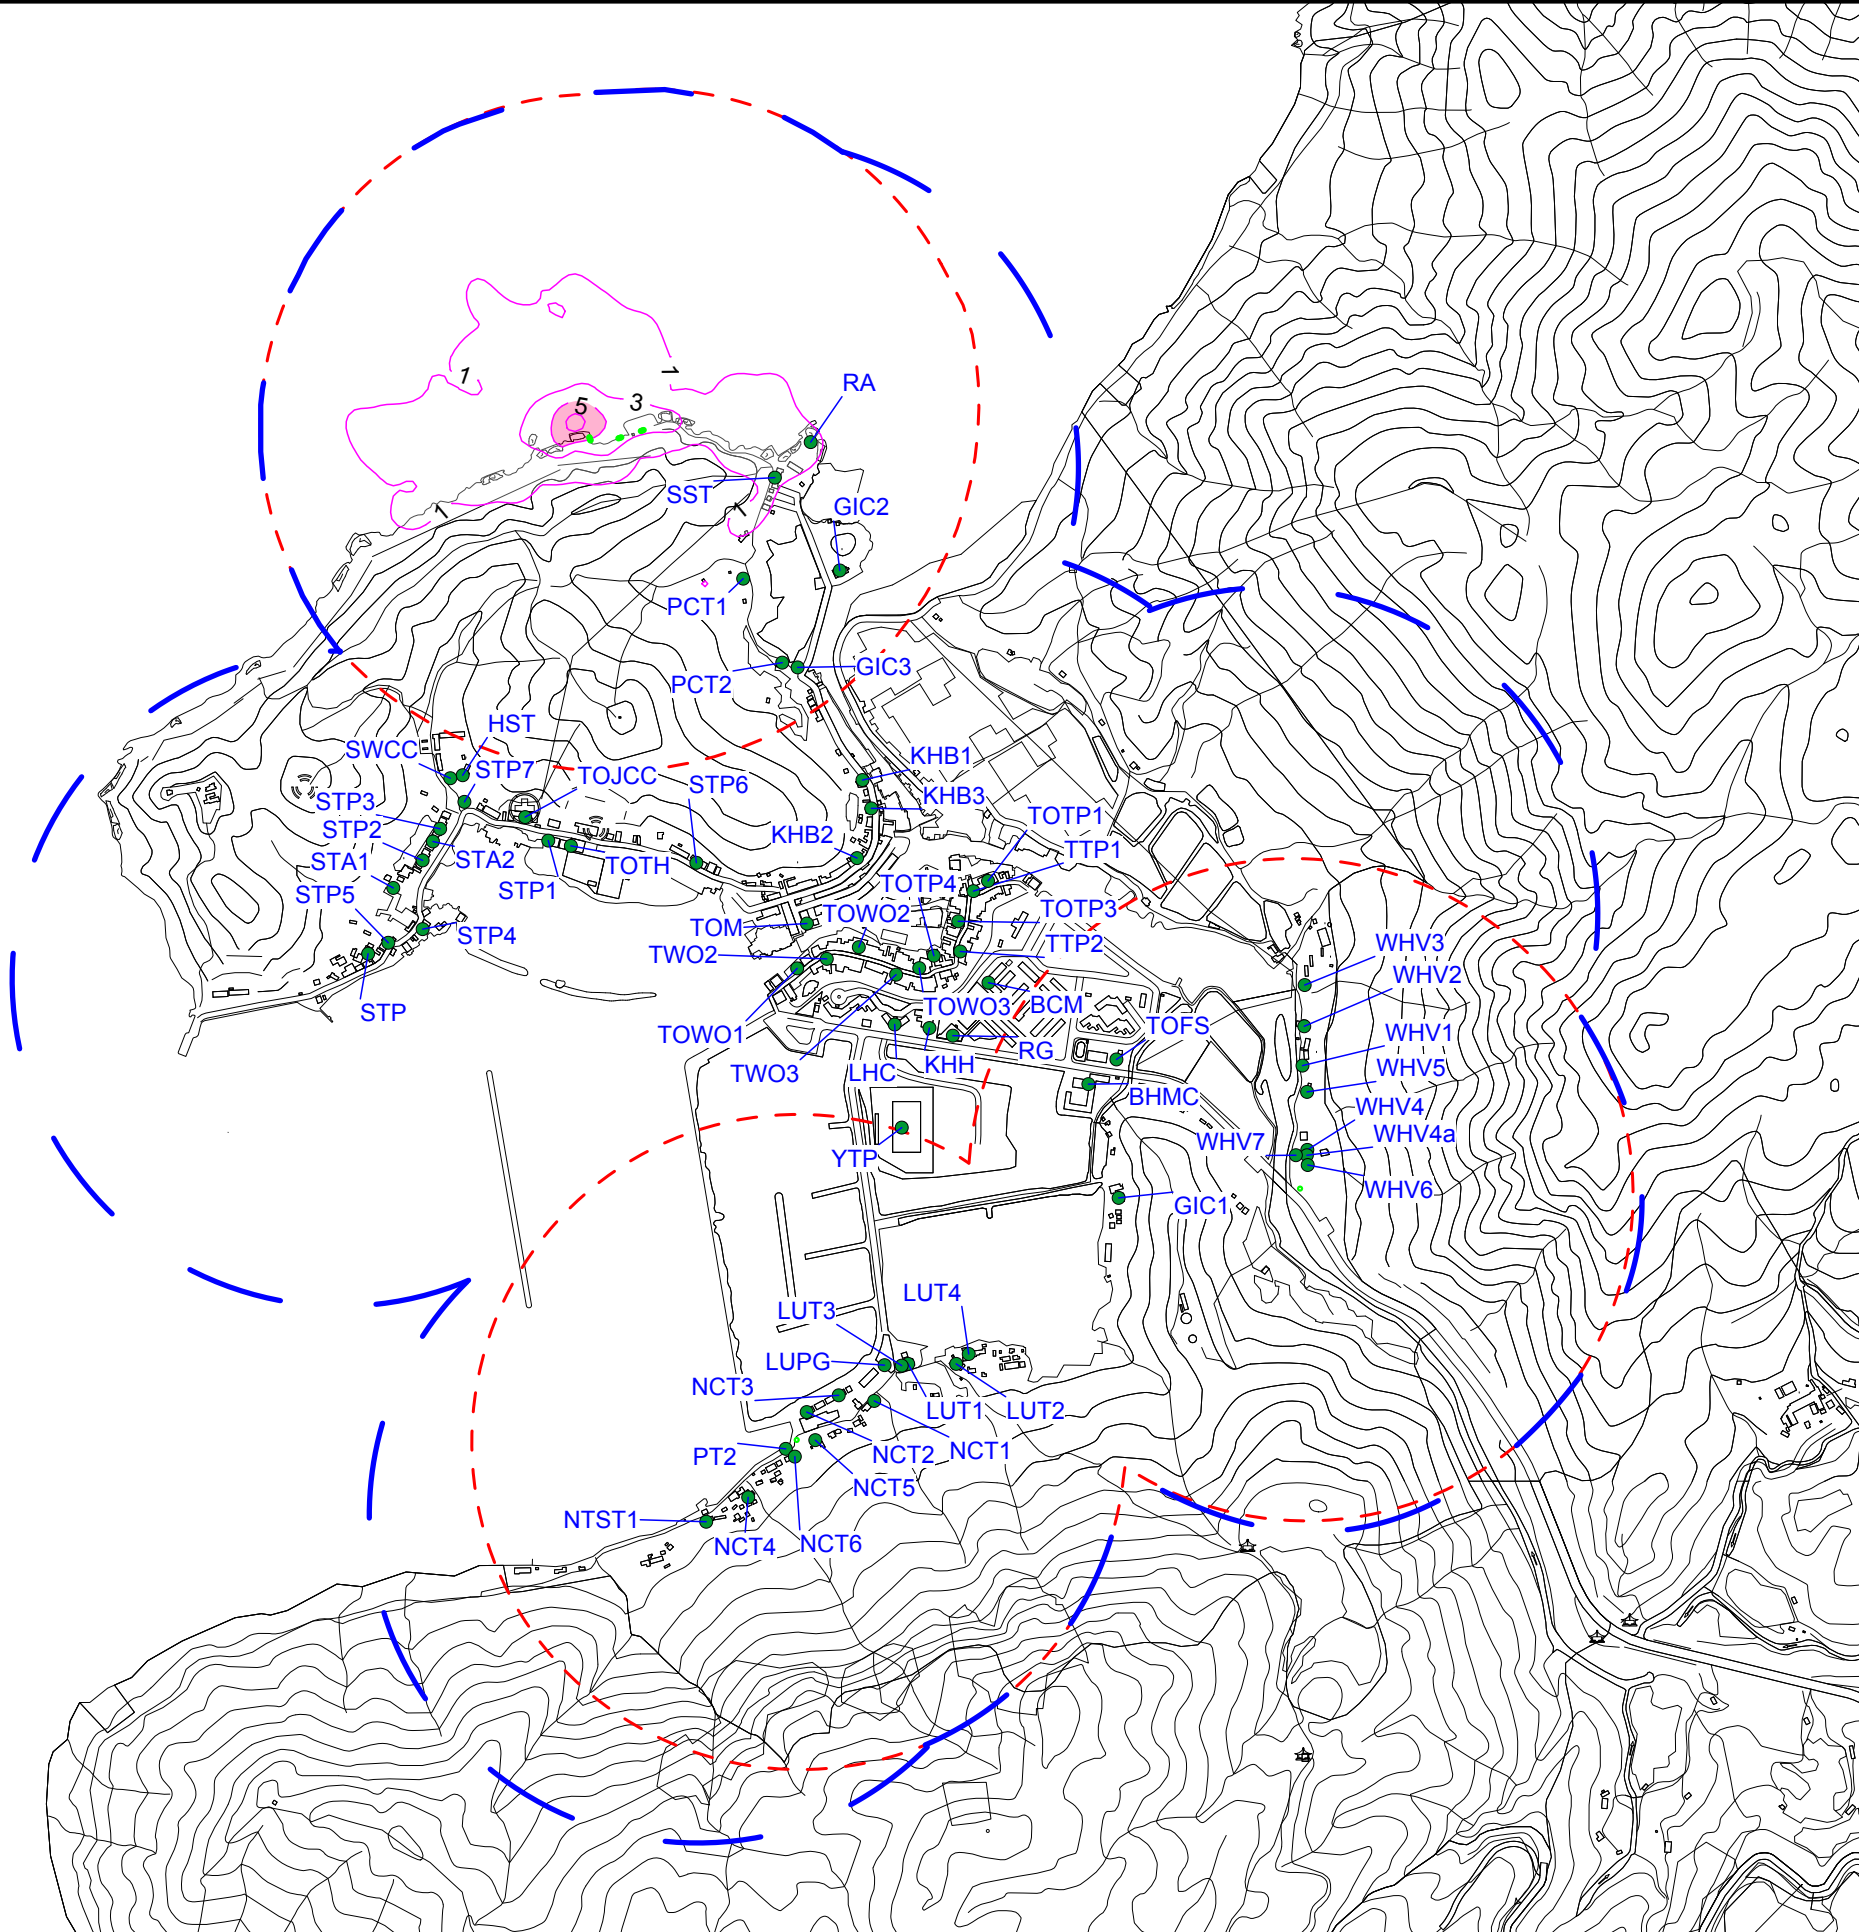 RA
1
1
5
3
SST
GIC2
1
1
PCT1
GIC3
PCT2
HST
SWCC
STP7
TOJCC
STP6
KHB1
KHB3
STP3
STP2
STA1
STA2
TOTH
STP1
STP5
STP4
STP
KHB2
TOTP1
TTP1
TOTP4
TOTP3
TOM
TOWO2
TTP2
TWO2
TOWO3
BCM
TOWO1
TWO3
LHC
KHH
RG
TOFS
BHMC
YTP
WHV3
WHV2
WHV1
WHV5
WHV4
WHV4a
WHV7
WHV6
GIC1
LUT4
LUT3
LUPG
NCT3
LUT1
LUT2
NCT2
NCT1
PT2
NCT5
NTST1
NCT4
NCT6